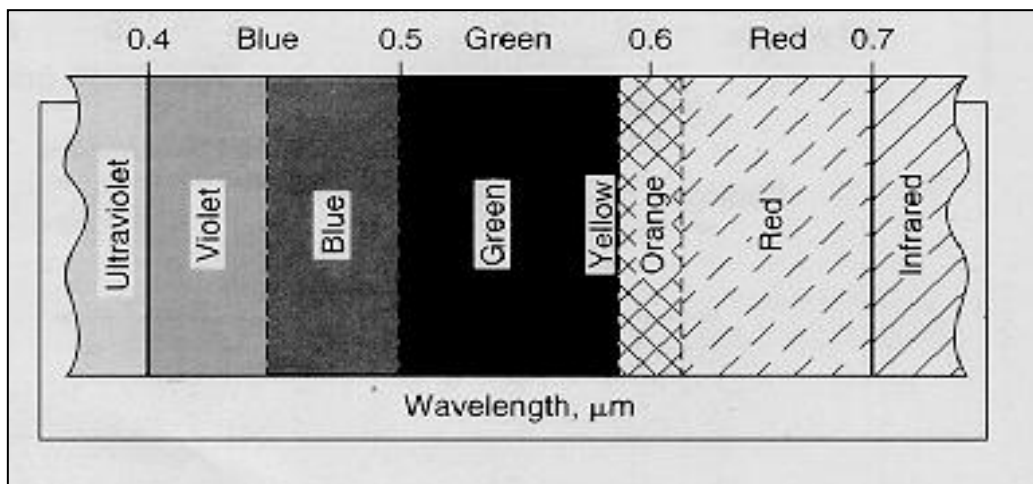 0.4 Blue 0.5 Green 0.6 Red 0.7
Ultraviolet
Violet
Blue
Green
Yellow
Orange
Red
Infrared
Wavelength, μm